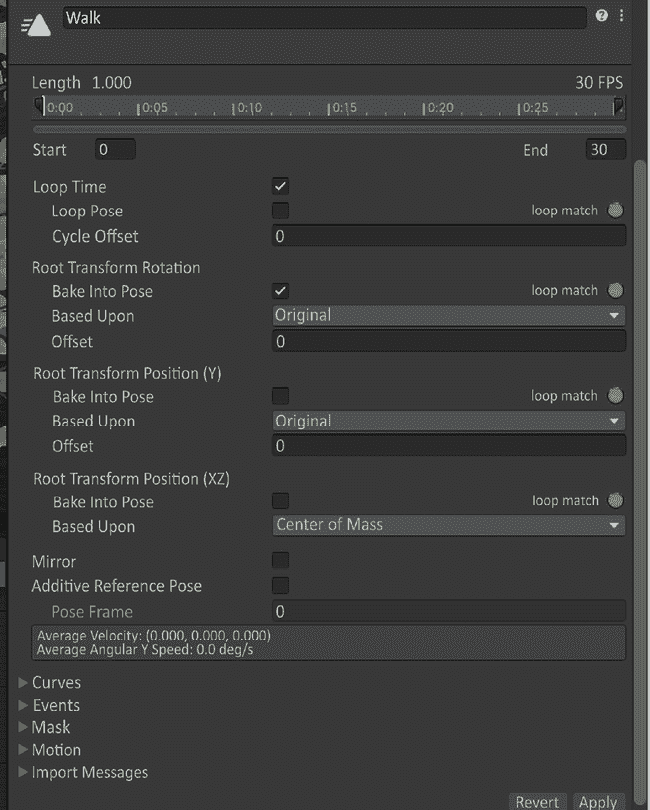 Walk
Length 1.000 30 FPS
0:00 0:05 0:10 0:15 0:20 0:25
Start 0 End 30
Loop Time
Loop Pose loop match
Cycle Offset 0
Root Transform Rotation
Bake Into Pose loop match
Based Upon Original
Offset 0
Root Transform Position (Y)
Bake Into Pose loop match
Based Upon Original
Offset 0
Root Transform Position (XZ)
Bake Into Pose loop match
Based Upon Center of Mass
Mirror
Additive Reference Pose
Pose Frame 0
Average Velocity: (0.000, 0.000, 0.000)
Average Angular Y Speed: 0.0 deg/s
Curves
Events
Mask
Motion
Import Messages
Revert Apply